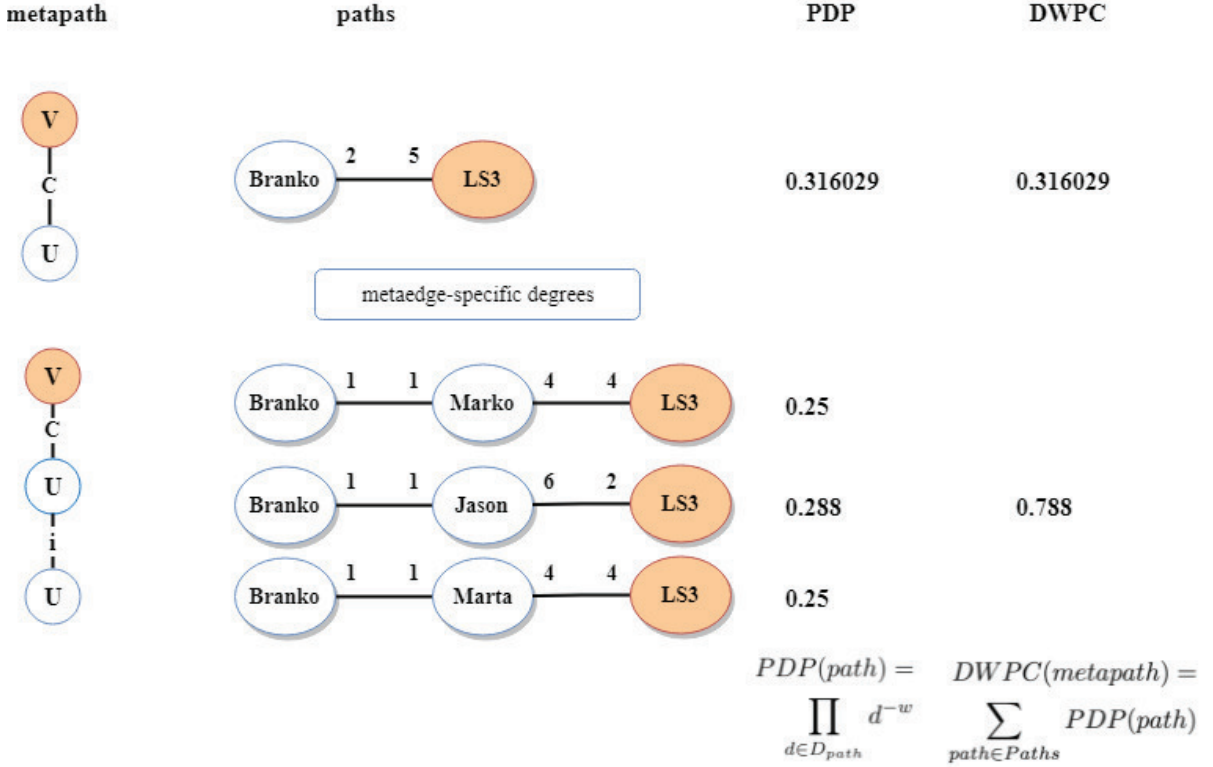 metapath paths PDP DWPC
V
C
U
Branko 2 5 LS3 0.316029 0.316029
metaedge-specific degrees
V
C
U
i
U
Branko 1 1 Marko 4 4 LS3 0.25
Branko 1 1 Jason 6 2 LS3 0.288 0.788
Branko 1 1 Marta 4 4 LS3 0.25
PDP(path) = DWPC(metapath) =
∏ d^{-w} ∑ PDP(path)
d∈D_{path} path∈Paths